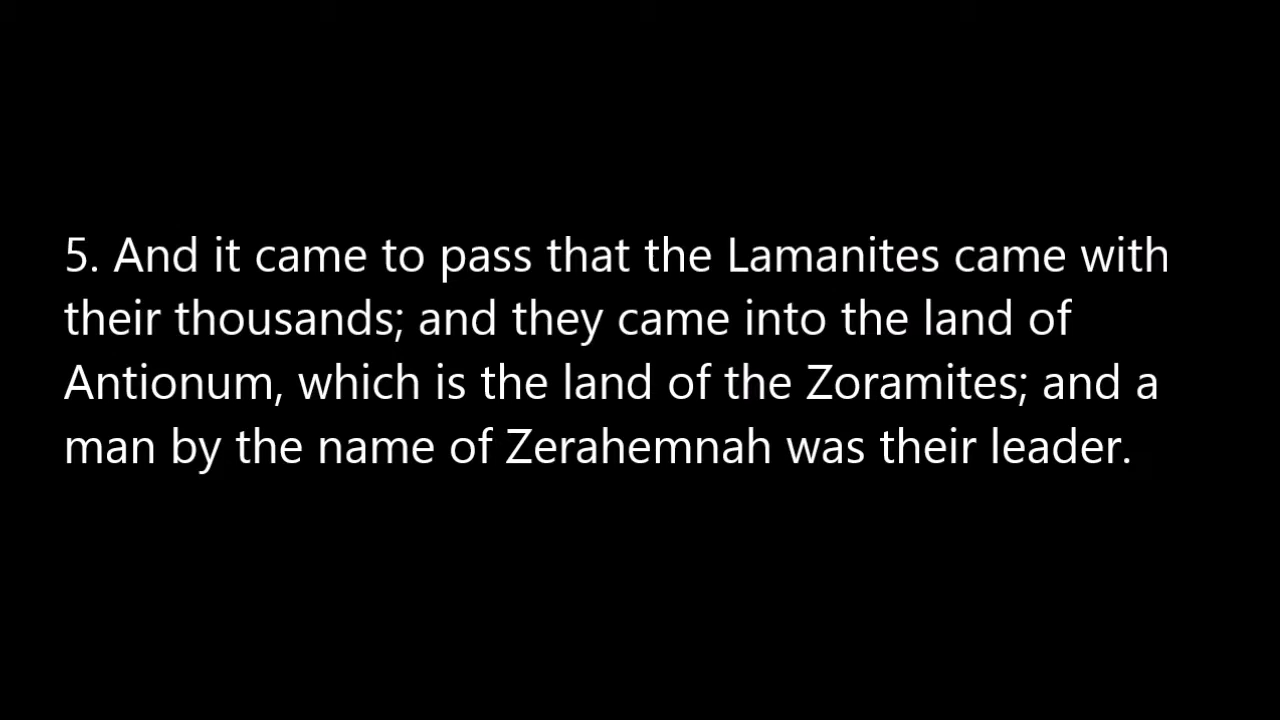 5. And it came to pass that the Lamanites came with
their thousands; and they came into the land of
Antionum, which is the land of the Zoramites; and a
man by the name of Zerahemnah was their leader.